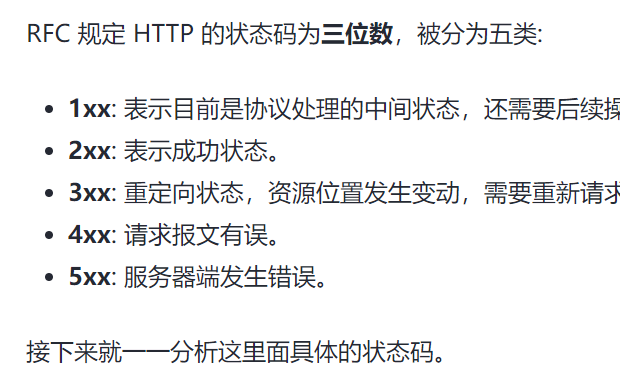 RFC 规定 HTTP 的状态码为三位数，被分为五类:
1xx: 表示目前是协议处理的中间状态，还需要后续操
2xx: 表示成功状态。
3xx: 重定向状态，资源位置发生变动，需要重新请求
4xx: 请求报文有误。
5xx: 服务器端发生错误。
接下来就一一分析这里面具体的状态码。